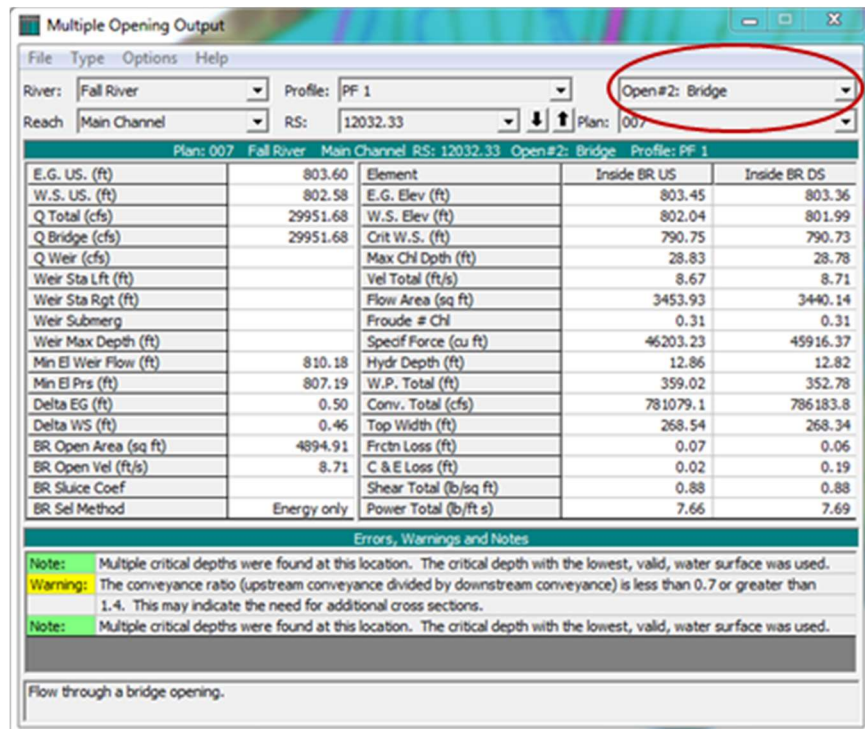 Multiple Opening Output
File Type Options Help
River: Fall River Profile: PF 1 Open#2: Bridge
Reach Main Channel RS: 12032.33 Plan: 007
Plan: 007 Fall River Main Channel RS: 12032.33 Open#2: Bridge Profile: PF 1
E.G. US. (ft) 803.60 Element Inside BR US Inside BR DS
W.S. US. (ft) 802.58 E.G. Elev (ft) 803.45 803.36
Q Total (cfs) 29951.68 W.S. Elev (ft) 802.04 801.99
Q Bridge (cfs) 29951.68 Crit W.S. (ft) 790.75 790.73
Q Weir (cfs) Max Chl Dpth (ft) 28.83 28.78
Weir Sta Lft (ft) Vel Total (ft/s) 8.67 8.71
Weir Sta Rgt (ft) Flow Area (sq ft) 3453.93 3440.14
Weir Submerg Froude # Chl 0.31 0.31
Weir Max Depth (ft) Specif Force (cu ft) 46203.23 45916.37
Min El Weir Flow (ft) 810.18 Hydr Depth (ft) 12.86 12.82
Min El Prs (ft) 807.19 W.P. Total (ft) 359.02 352.78
Delta EG (ft) 0.50 Conv. Total (cfs) 781079.1 786183.8
Delta WS (ft) 0.46 Top Width (ft) 268.54 268.34
BR Open Area (sq ft) 4894.91 Frctn Loss (ft) 0.07 0.06
BR Open Vel (ft/s) 8.71 C & E Loss (ft) 0.02 0.19
BR Sluice Coef Shear Total (lb/sq ft) 0.88 0.88
BR Sel Method Energy only Power Total (lb/ft s) 7.66 7.69
Errors, Warnings and Notes
Note: Multiple critical depths were found at this location. The critical depth with the lowest, valid, water surface was used.
Warning: The conveyance ratio (upstream conveyance divided by downstream conveyance) is less than 0.7 or greater than
1.4. This may indicate the need for additional cross sections.
Note: Multiple critical depths were found at this location. The critical depth with the lowest, valid, water surface was used.
Flow through a bridge opening.